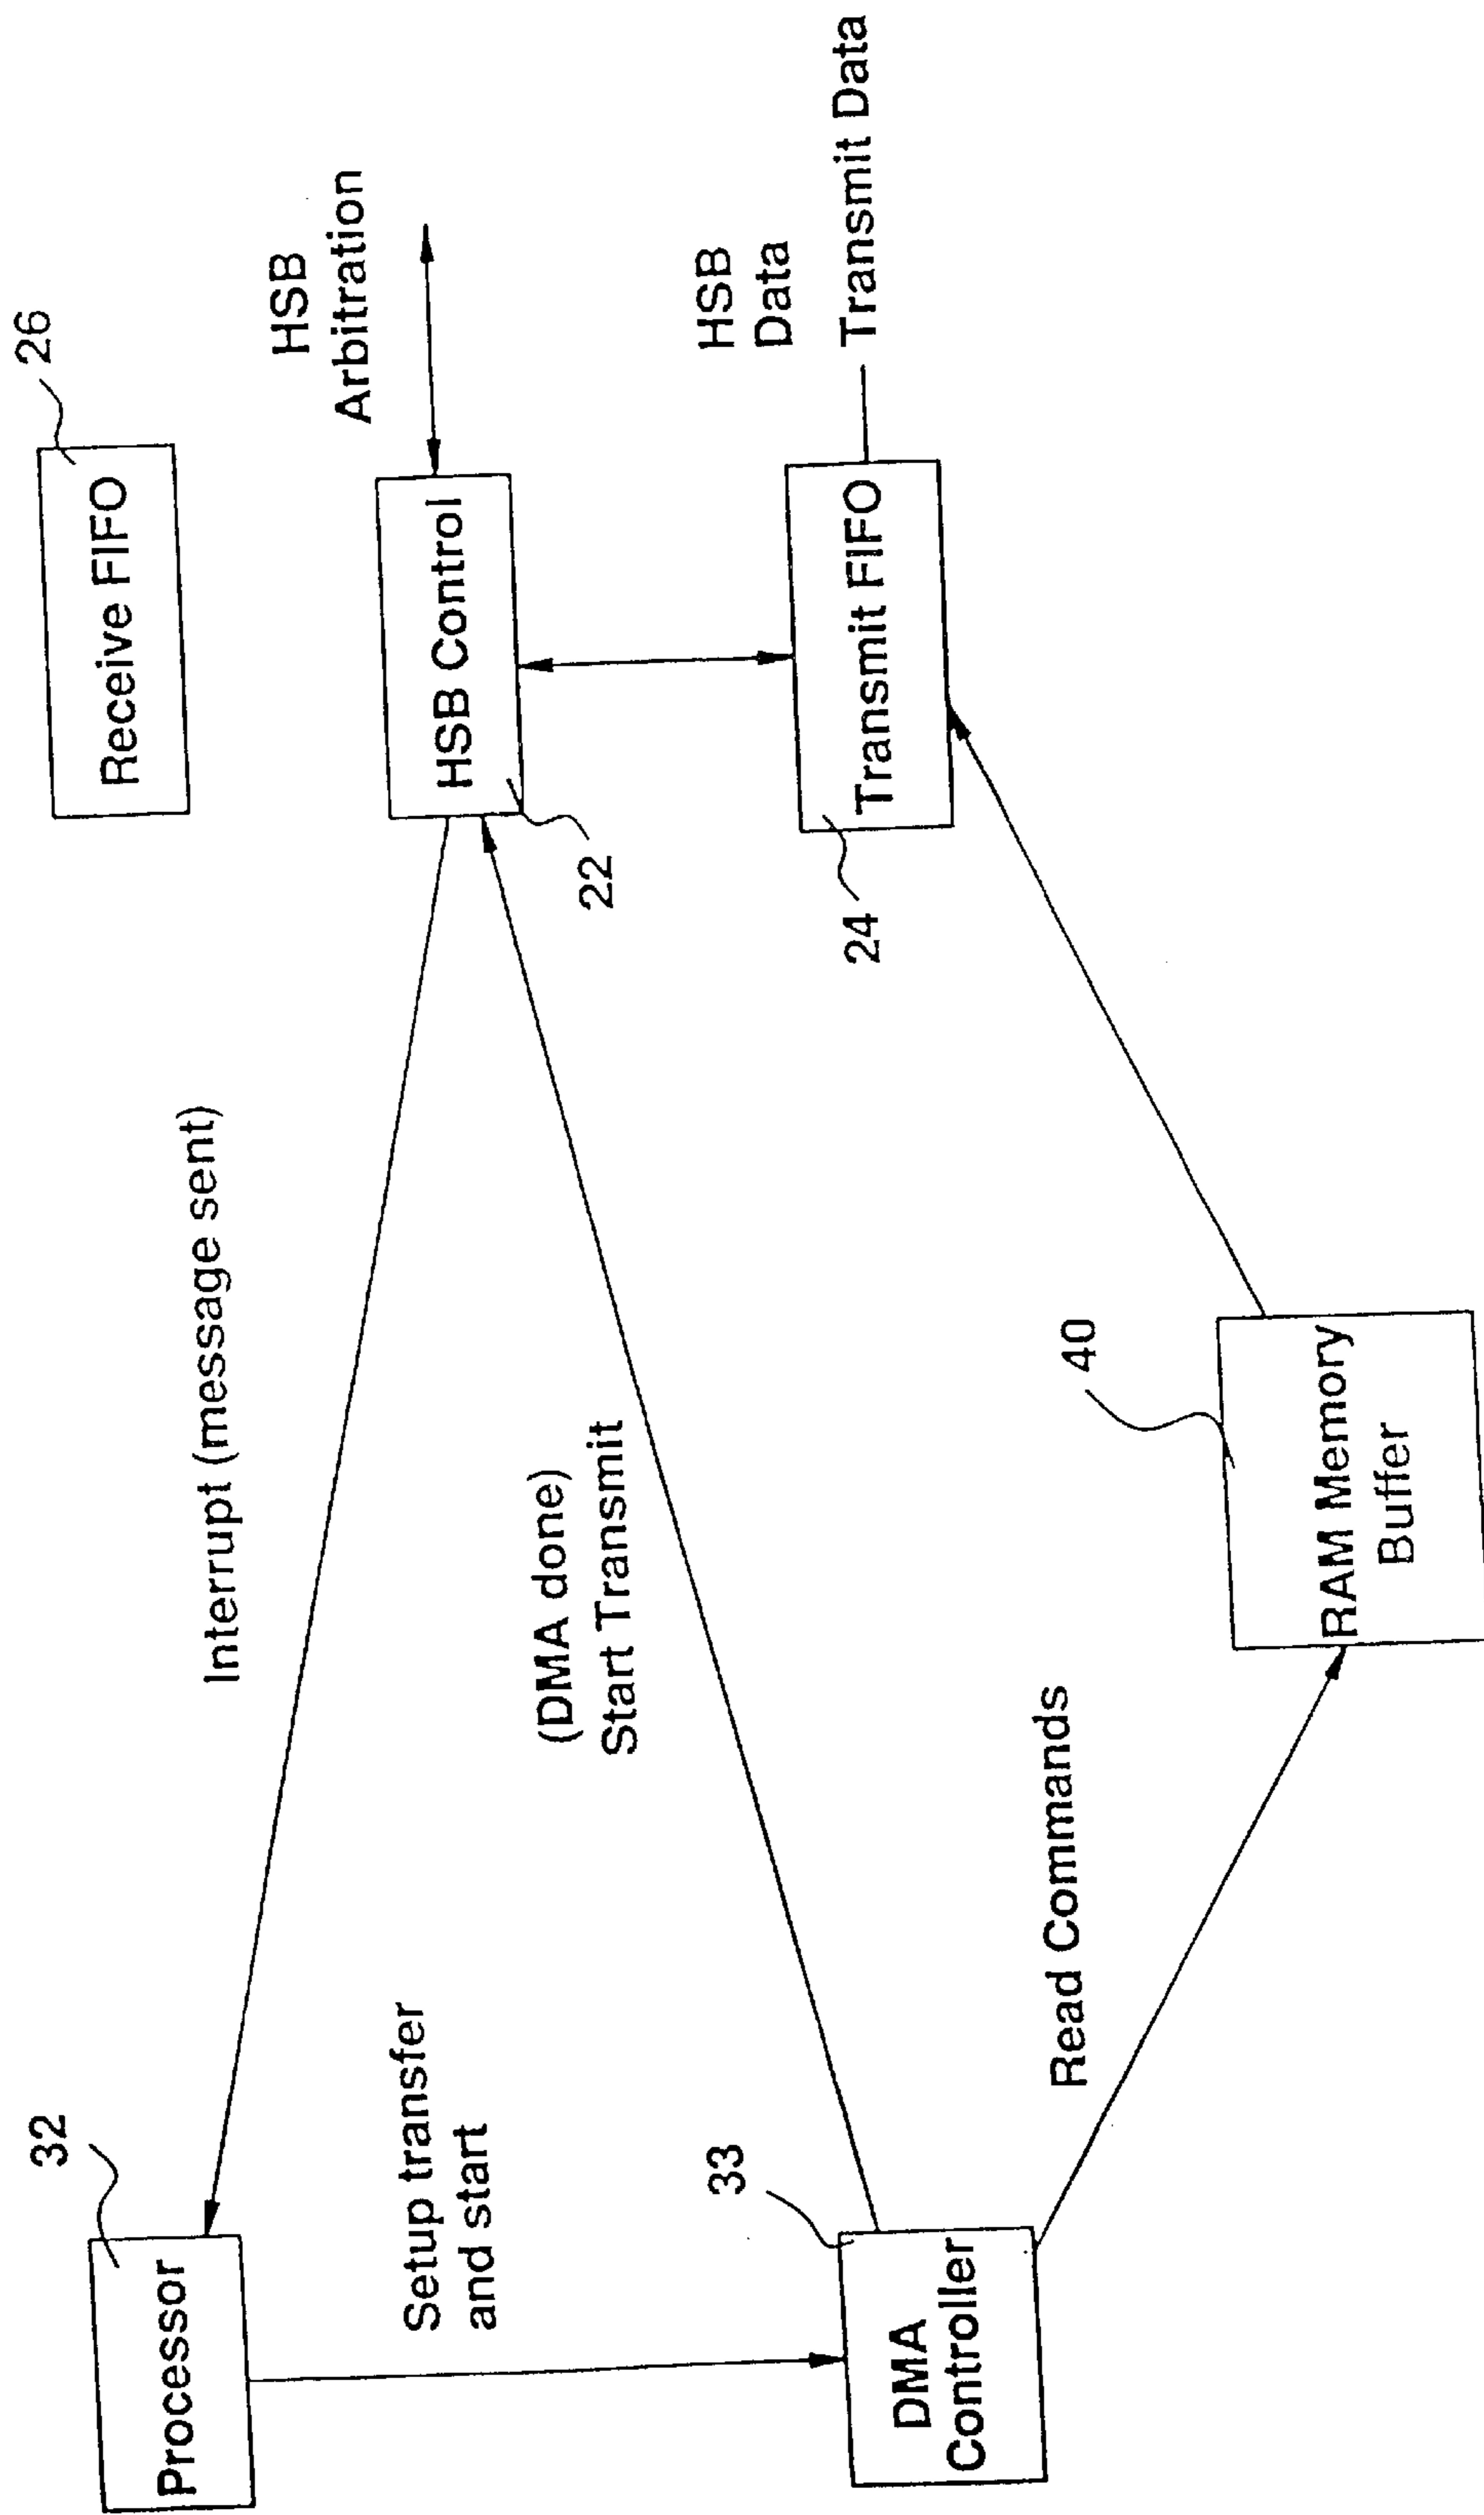 26
Receive FIFO
HSB
Arbitration
HSB Control
22
HSB
Data
Transmit Data
Transmit FIFO
24
Interrupt (message sent)
(DMA done)
Start Transmit
40
RAM Memory
Buffer
Read Commands
32
Processor
Setup transfer
and start
33
DMA
Controller